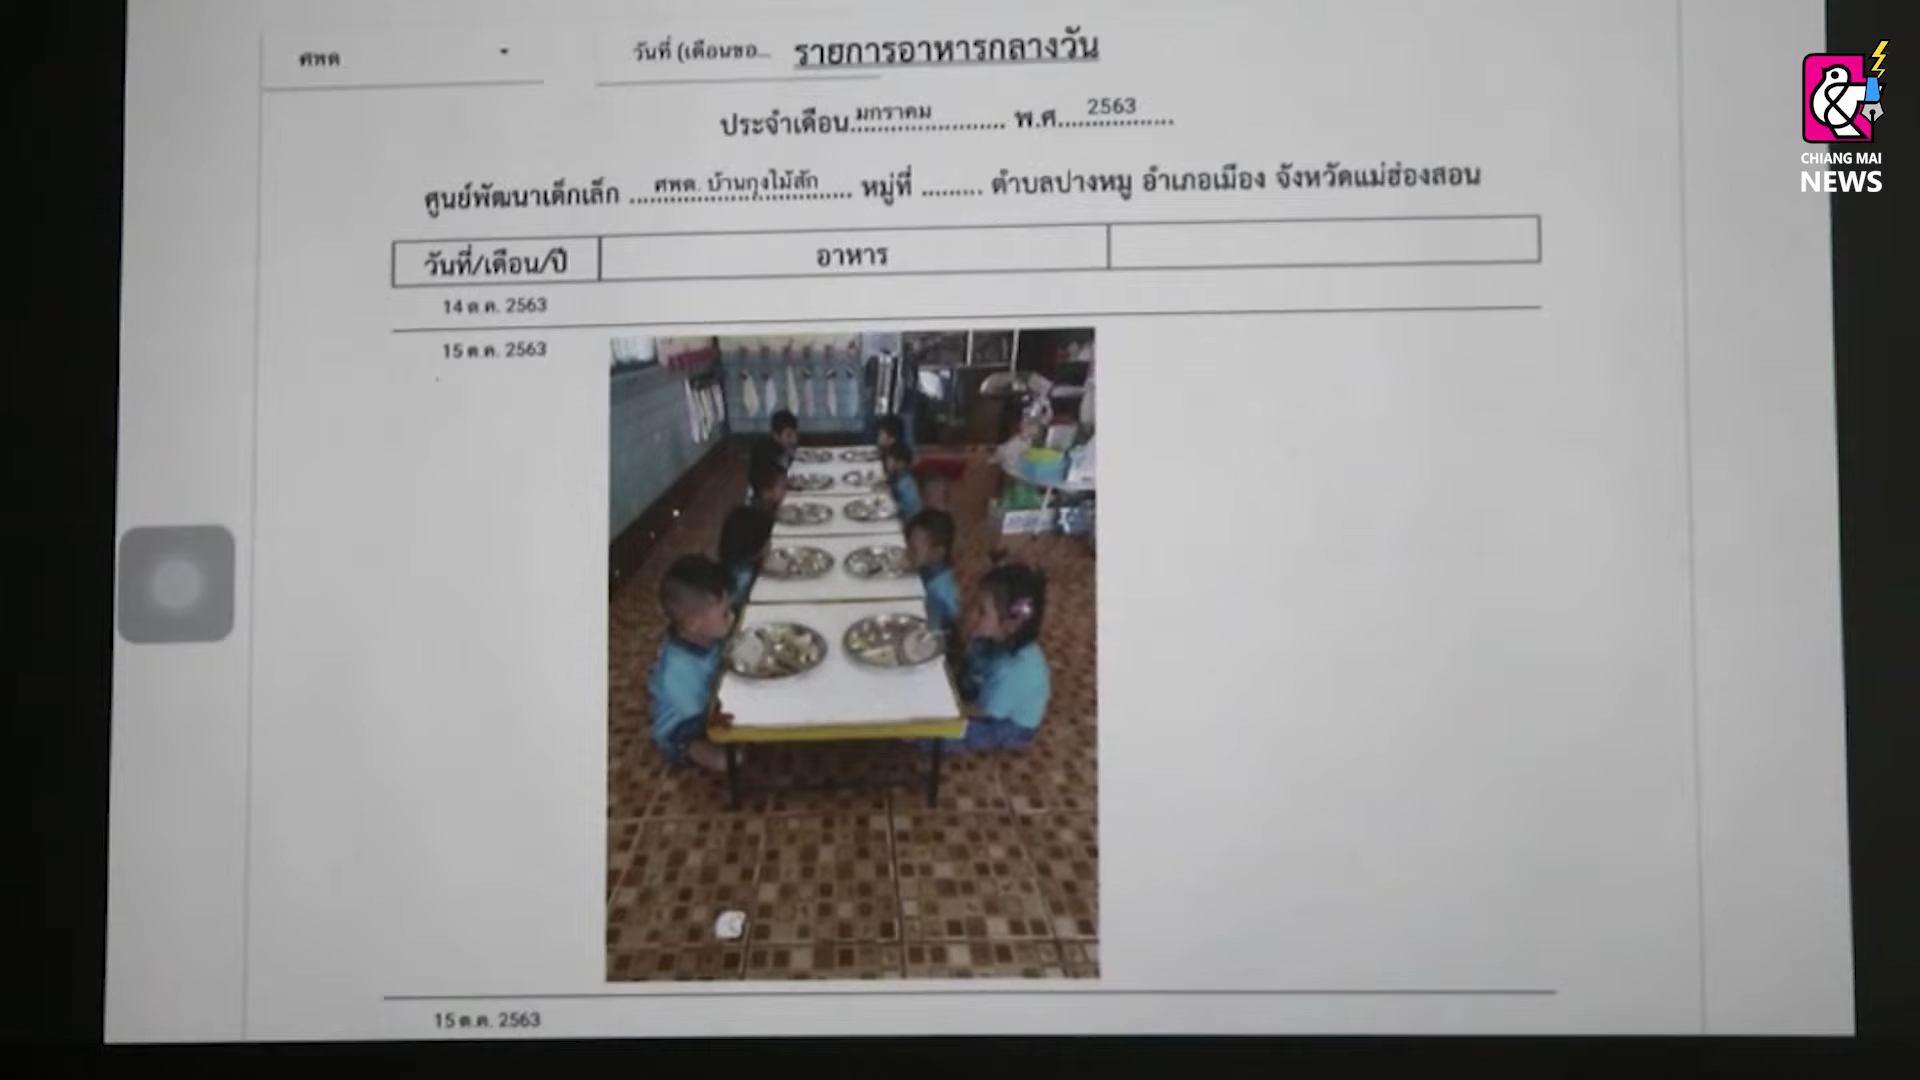 ศพด
วันที่ (เดือนขอ...
รายการอาหารกลางวัน
ประจำเดือน...มกราคม... พ.ศ...2563...
ศูนย์พัฒนาเด็กเล็ก ...ศพด. บ้านกุงไม้สัก... หมู่ที่ ......... ตำบลปางหมู อำเภอเมือง จังหวัดแม่ฮ่องสอน
วันที่/เดือน/ปี อาหาร
14 ต.ค. 2563
15 ต.ค. 2563
15 ต.ค. 2563
CHIANG MAI
NEWS